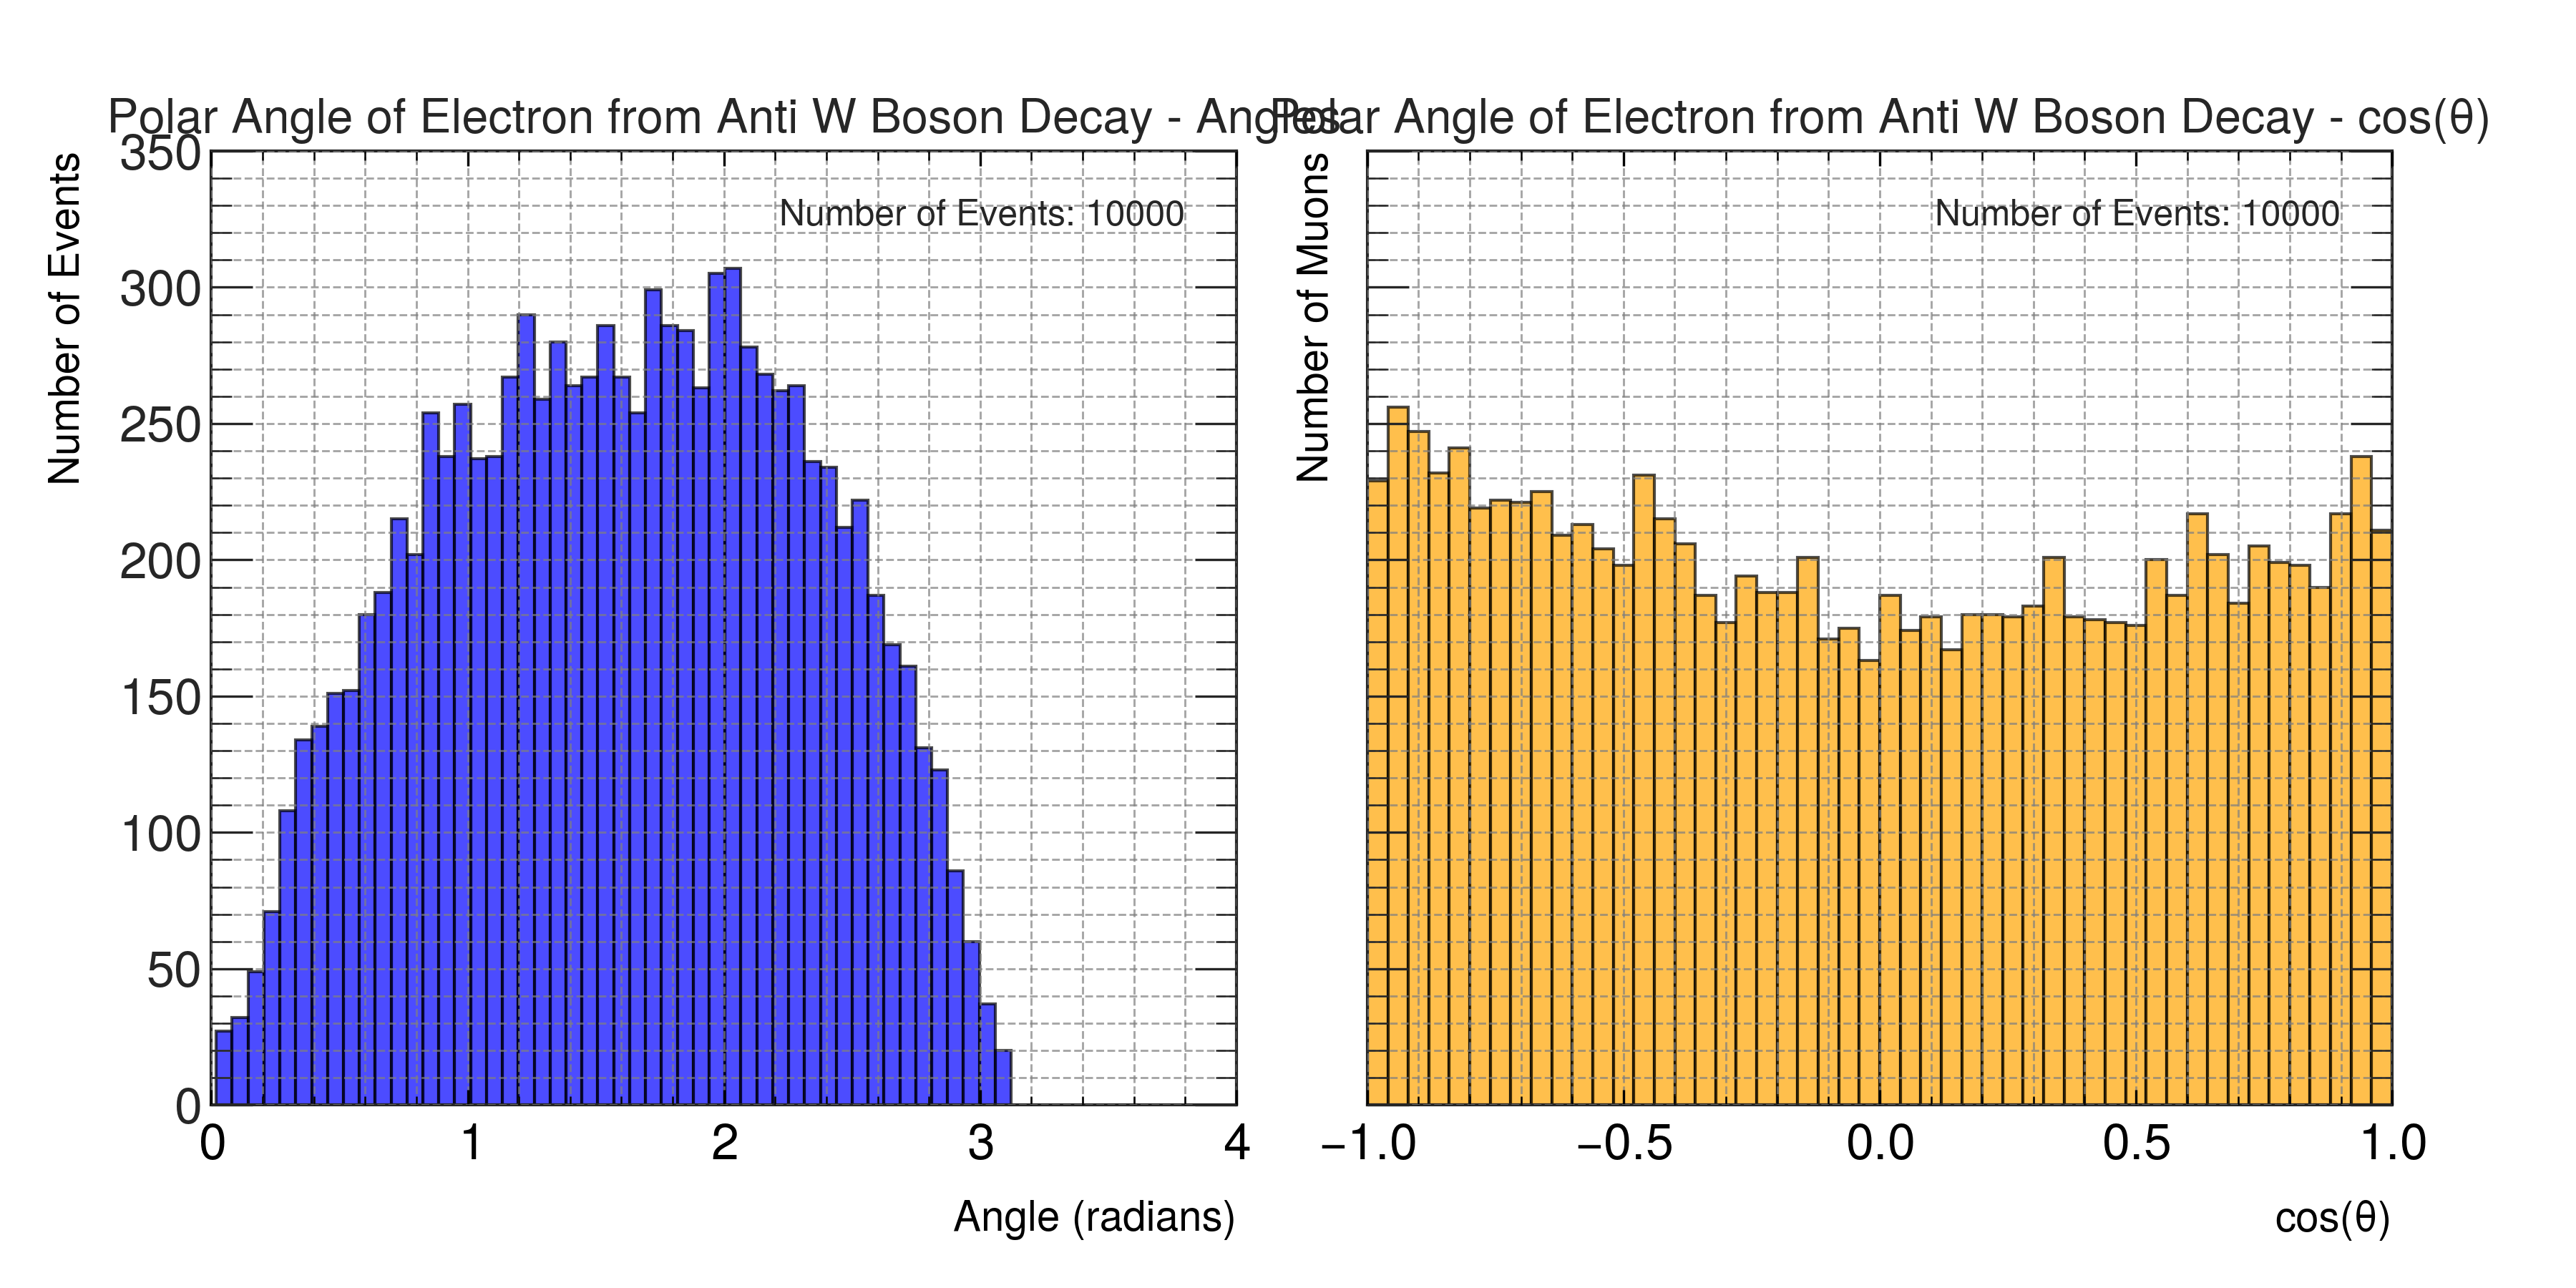 Polar Angle of Electron from Anti W Boson Decay - Angles
Number of Events
350
300
250
200
150
100
50
0
Number of Events: 10000
0 1 2 3 4
Angle (radians)
Polar Angle of Electron from Anti W Boson Decay - cos(θ)
Number of Muons
Number of Events: 10000
−1.0 −0.5 0.0 0.5 1.0
cos(θ)